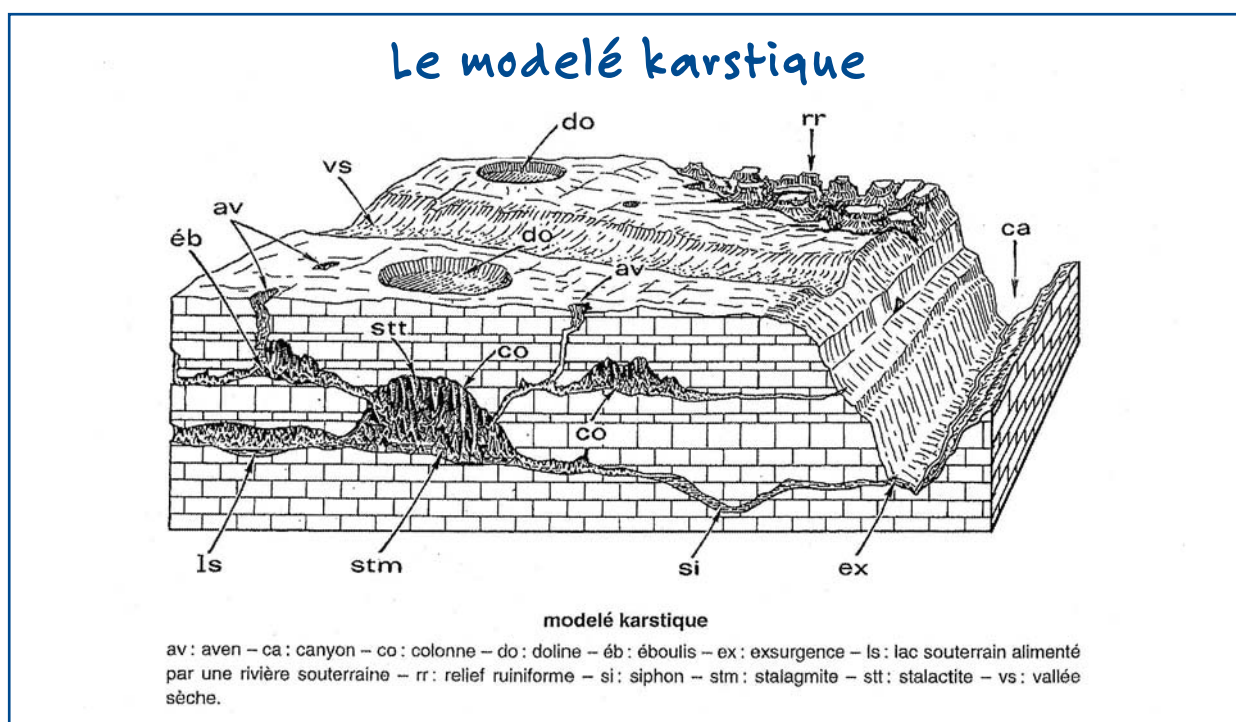 Le modelé karstique
do
rr
vs
av
ca
éb
do
av
stt
co
co
ls
stm
si
ex
modelé karstique
av : aven – ca : canyon – co : colonne – do : doline – éb : éboulis – ex : exsurgence – ls : lac souterrain alimenté
par une rivière souterraine – rr : relief ruiniforme – si : siphon – stm : stalagmite – stt : stalactite – vs : vallée
sèche.